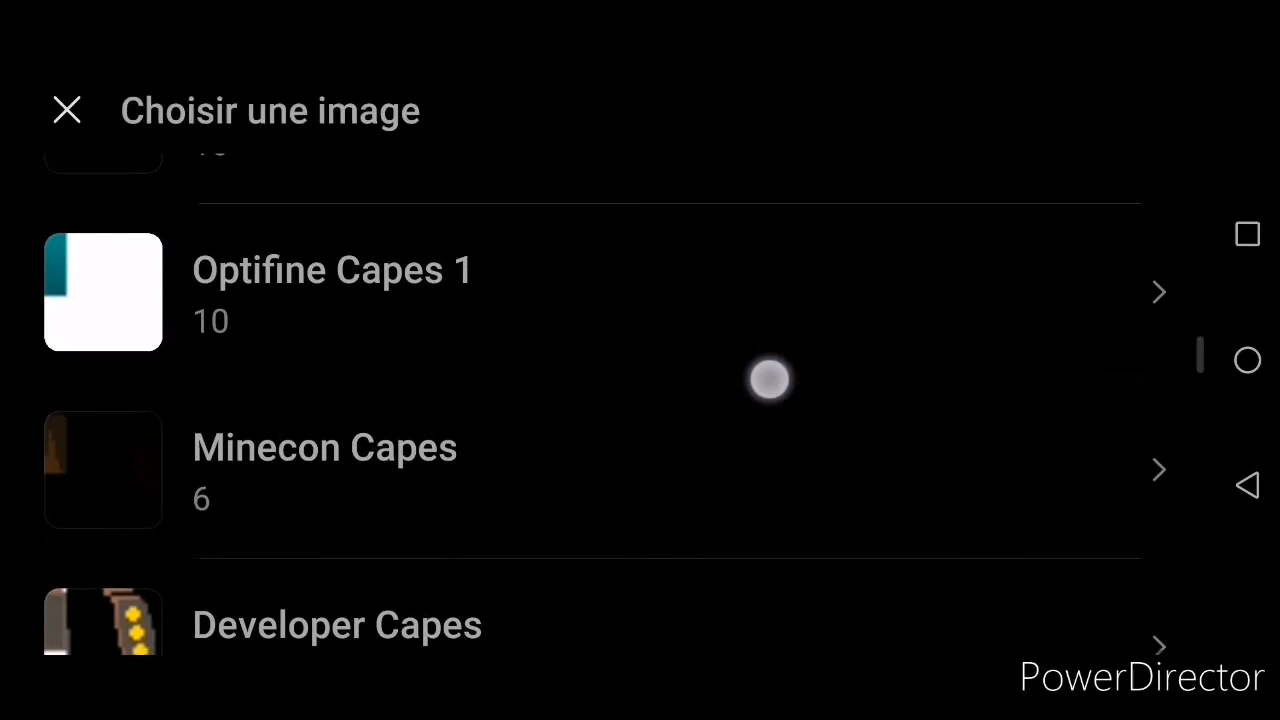 Choisir une image
Optifine Capes 1
10
Minecon Capes
6
Developer Capes
PowerDirector